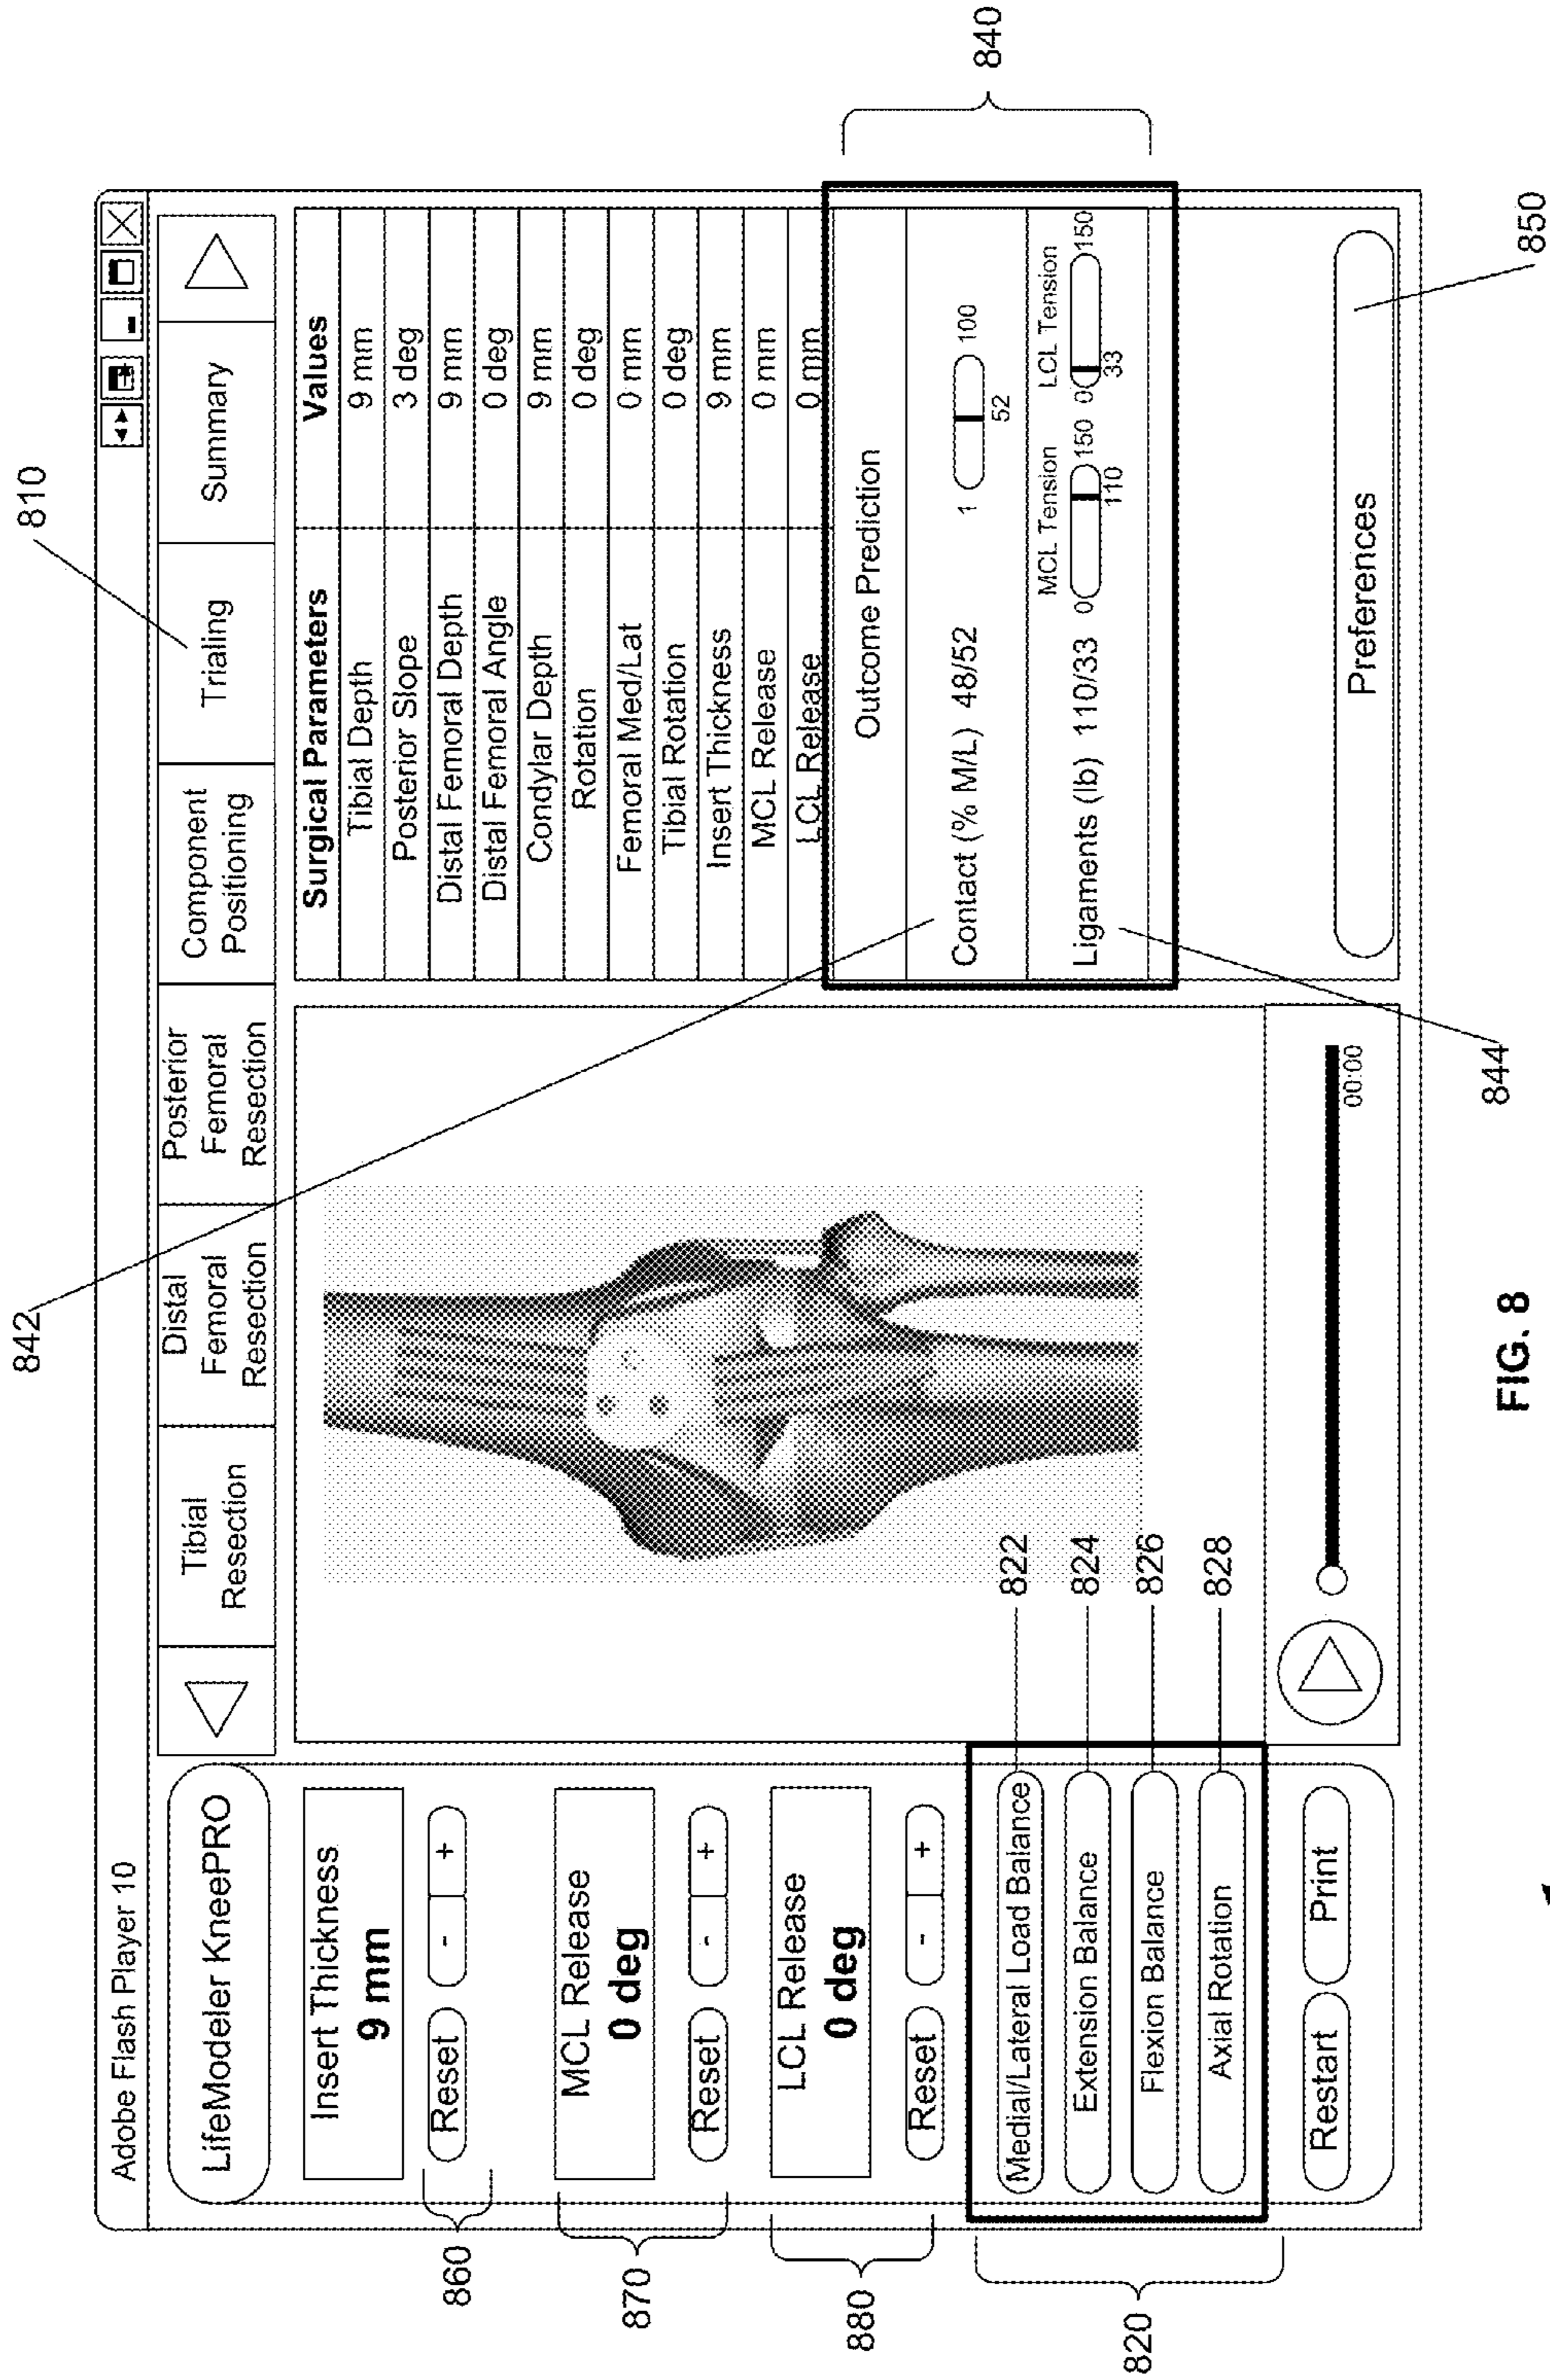 810
842
Adobe Flash Player 10
LifeModeler KneePRO
Tibial
Resection
Distal
Femoral
Resection
Posterior
Femoral
Resection
Component
Positioning
Trialing
Summary
Insert Thickness
9 mm
Reset - +
860
MCL Release
0 deg
Reset - +
870
LCL Release
0 deg
Reset - +
880
Medial/Lateral Load Balance
822
Extension Balance
824
Flexion Balance
826
Axial Rotation
828
820
Restart Print
00:00
Surgical Parameters Values
Tibial Depth 9 mm
Posterior Slope 3 deg
Distal Femoral Depth 9 mm
Distal Femoral Angle 0 deg
Condylar Depth 9 mm
Rotation 0 deg
Femoral Med/Lat 0 mm
Tibial Rotation 0 deg
Insert Thickness 9 mm
MCL Release 0 mm
LCL Release 0 mm
Outcome Prediction
840
Contact (% M/L) 48/52 1 100
52
MCL Tension LCL Tension
Ligaments (lb) 110/33 0 150 0 150
110 33
Preferences
844
850
FIG. 8